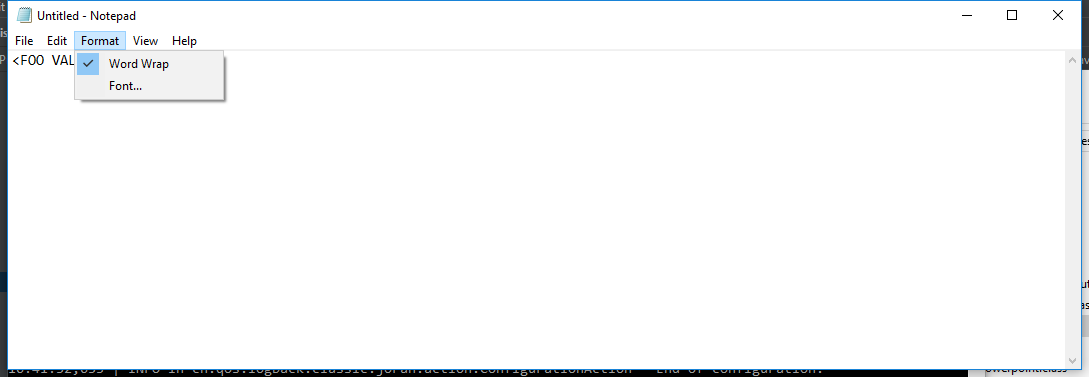 Untitled - Notepad
File Edit Format View Help
<FOO VAL
Word Wrap
Font...
| INFO in ch.qos.logback.classic.joran.action.ConfigurationAction - End of configuration.